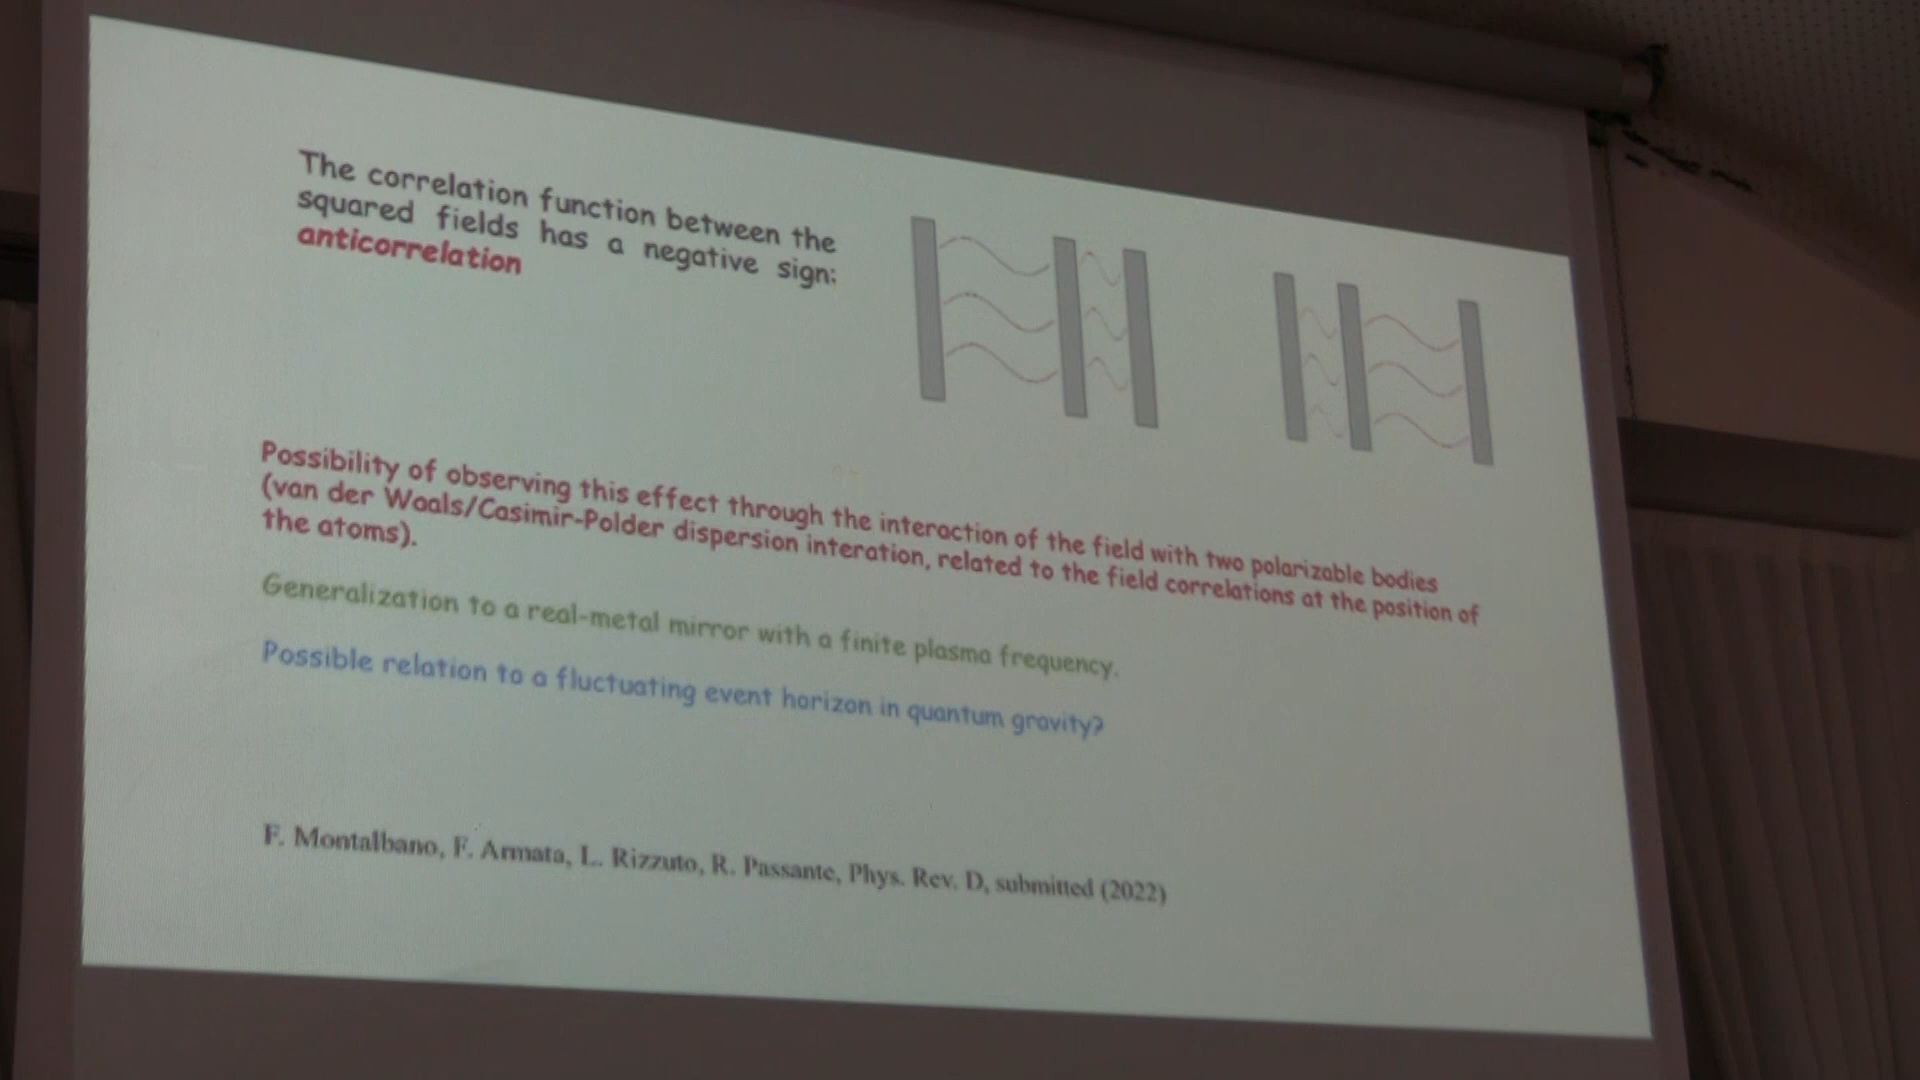 The correlation function between the
squared fields has a negative sign:
anticorrelation
Possibility of observing this effect through the interaction of the field with two polarizable bodies
(van der Waals/Casimir-Polder dispersion interation, related to the field correlations at the position of
the atoms).
Generalization to a real-metal mirror with a finite plasma frequency.
Possible relation to a fluctuating event horizon in quantum gravity?
F. Montalbano, F. Armata, L. Rizzuto, R. Passante, Phys. Rev. D, submitted (2022)